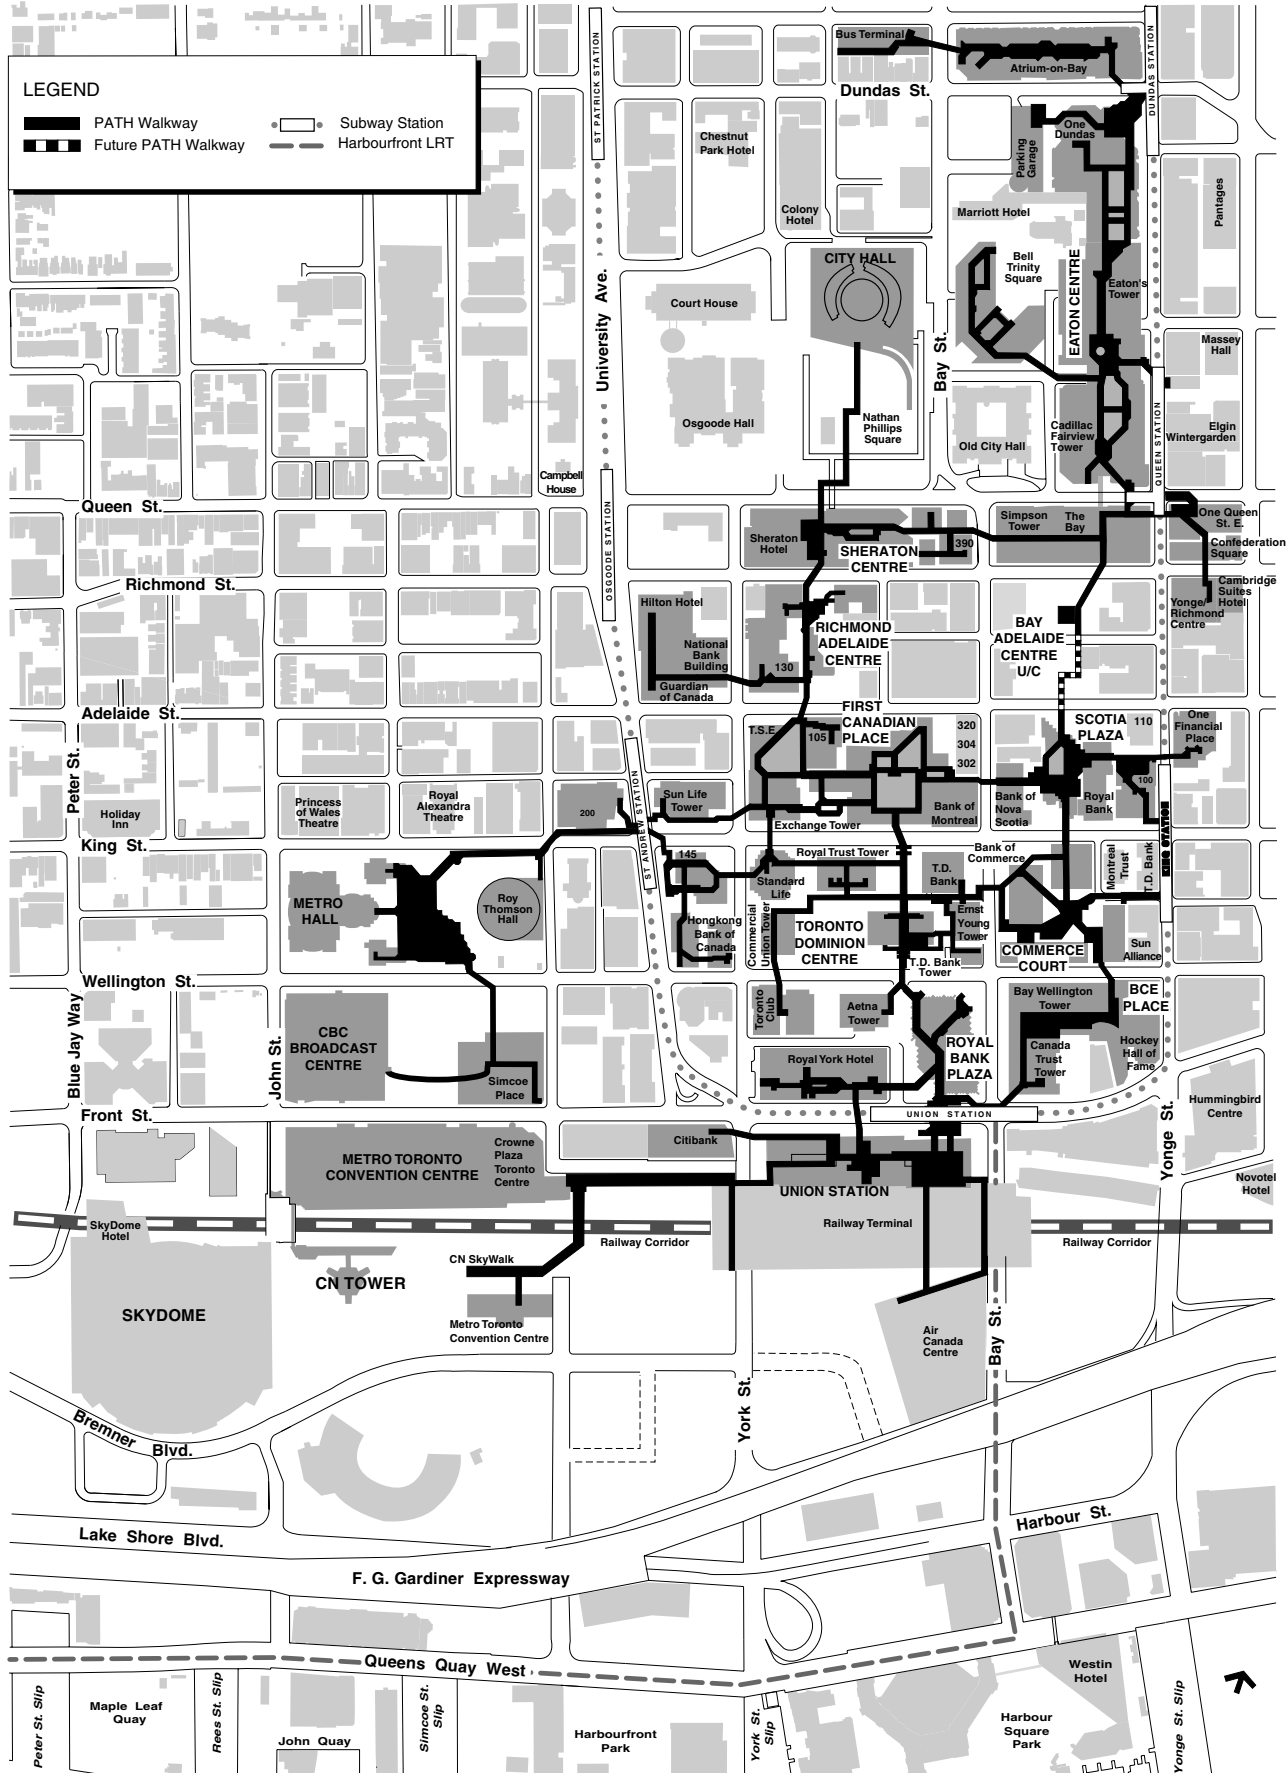 LEGEND
PATH Walkway
Future PATH Walkway
Subway Station
Harbourfront LRT
ST PATRICK STATION
Bus Terminal
Atrium-on-Bay
DUNDAS STATION
Dundas St.
Chestnut
Park Hotel
One
Dundas
Parking
Garage
Colony
Hotel
Marriott Hotel
Pantages
CITY HALL
Bell
Trinity
Square
Court House
EATON CENTRE
Eaton's
Tower
University Ave.
Bay St.
Massey
Hall
Osgoode Hall
Nathan
Phillips
Square
Old City Hall
Cadillac
Fairview
Tower
QUEEN STATION
Elgin
Wintergarden
Campbell
House
Queen St.
OSGOODE STATION
Sheraton
Hotel
SHERATON
CENTRE
390
Simpson
Tower
The
Bay
One Queen
St. E.
Confederation
Square
Richmond St.
Cambridge
Suites
Hotel
Yonge/
Richmond
Centre
Hilton Hotel
National
Bank
Building
Guardian
of Canada
130
RICHMOND
ADELAIDE
CENTRE
BAY
ADELAIDE
CENTRE
U/C
Adelaide St.
FIRST
CANADIAN
PLACE
T.S.E.
105
320
304
302
SCOTIA
PLAZA
110
One
Financial
Place
Peter St.
Holiday
Inn
Princess
of Wales
Theatre
Royal
Alexandra
Theatre
200
ST ANDREW STATION
Sun Life
Tower
Exchange Tower
Bank of
Montreal
Bank of
Nova
Scotia
Royal
Bank
100
KING STATION
King St.
145
Royal Trust Tower
Bank of
Commerce
Standard
Life
T.D.
Bank
Montreal
Trust
T.D. Bank
METRO
HALL
Roy
Thomson
Hall
Hongkong
Bank of
Canada
Commercial
Union Tower
TORONTO
DOMINION
CENTRE
Ernst
Young
Tower
T.D. Bank
Tower
COMMERCE
COURT
Sun
Alliance
Wellington St.
Blue Jay Way
John St.
CBC
BROADCAST
CENTRE
Simcoe
Place
Toronto
Club
Aetna
Tower
Bay Wellington
Tower
BCE
PLACE
Royal York Hotel
ROYAL
BANK
PLAZA
Canada
Trust
Tower
Hockey
Hall of
Fame
Front St.
UNION STATION
Hummingbird
Centre
Yonge St.
METRO TORONTO
CONVENTION CENTRE
Crowne
Plaza
Toronto
Centre
Citibank
UNION STATION
Novotel
Hotel
SkyDome
Hotel
Railway Terminal
Railway Corridor
Railway Corridor
CN SkyWalk
CN TOWER
SKYDOME
Metro Toronto
Convention Centre
Air
Canada
Centre
Bay St.
York St.
Bremner Blvd.
Lake Shore Blvd.
Harbour St.
F. G. Gardiner Expressway
Queens Quay West
Westin
Hotel
Peter St. Slip
Maple Leaf
Quay
Rees St. Slip
John Quay
Simcoe St.
Slip
Harbourfront
Park
York St.
Slip
Harbour
Square
Park
Yonge St. Slip